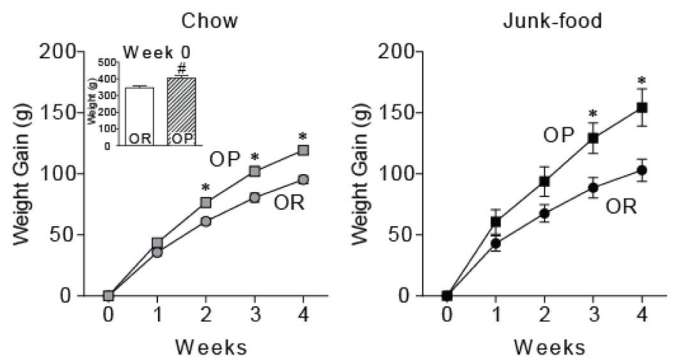 Chow
Weight Gain (g)
200
150
100
50
0
Week 0
Weight (g)
500
400
300
200
100
0
#
OR
OP
OP
OR
*
*
*
0 1 2 3 4
Weeks
Junk-food
Weight Gain (g)
200
150
100
50
0
OP
OR
*
*
0 1 2 3 4
Weeks